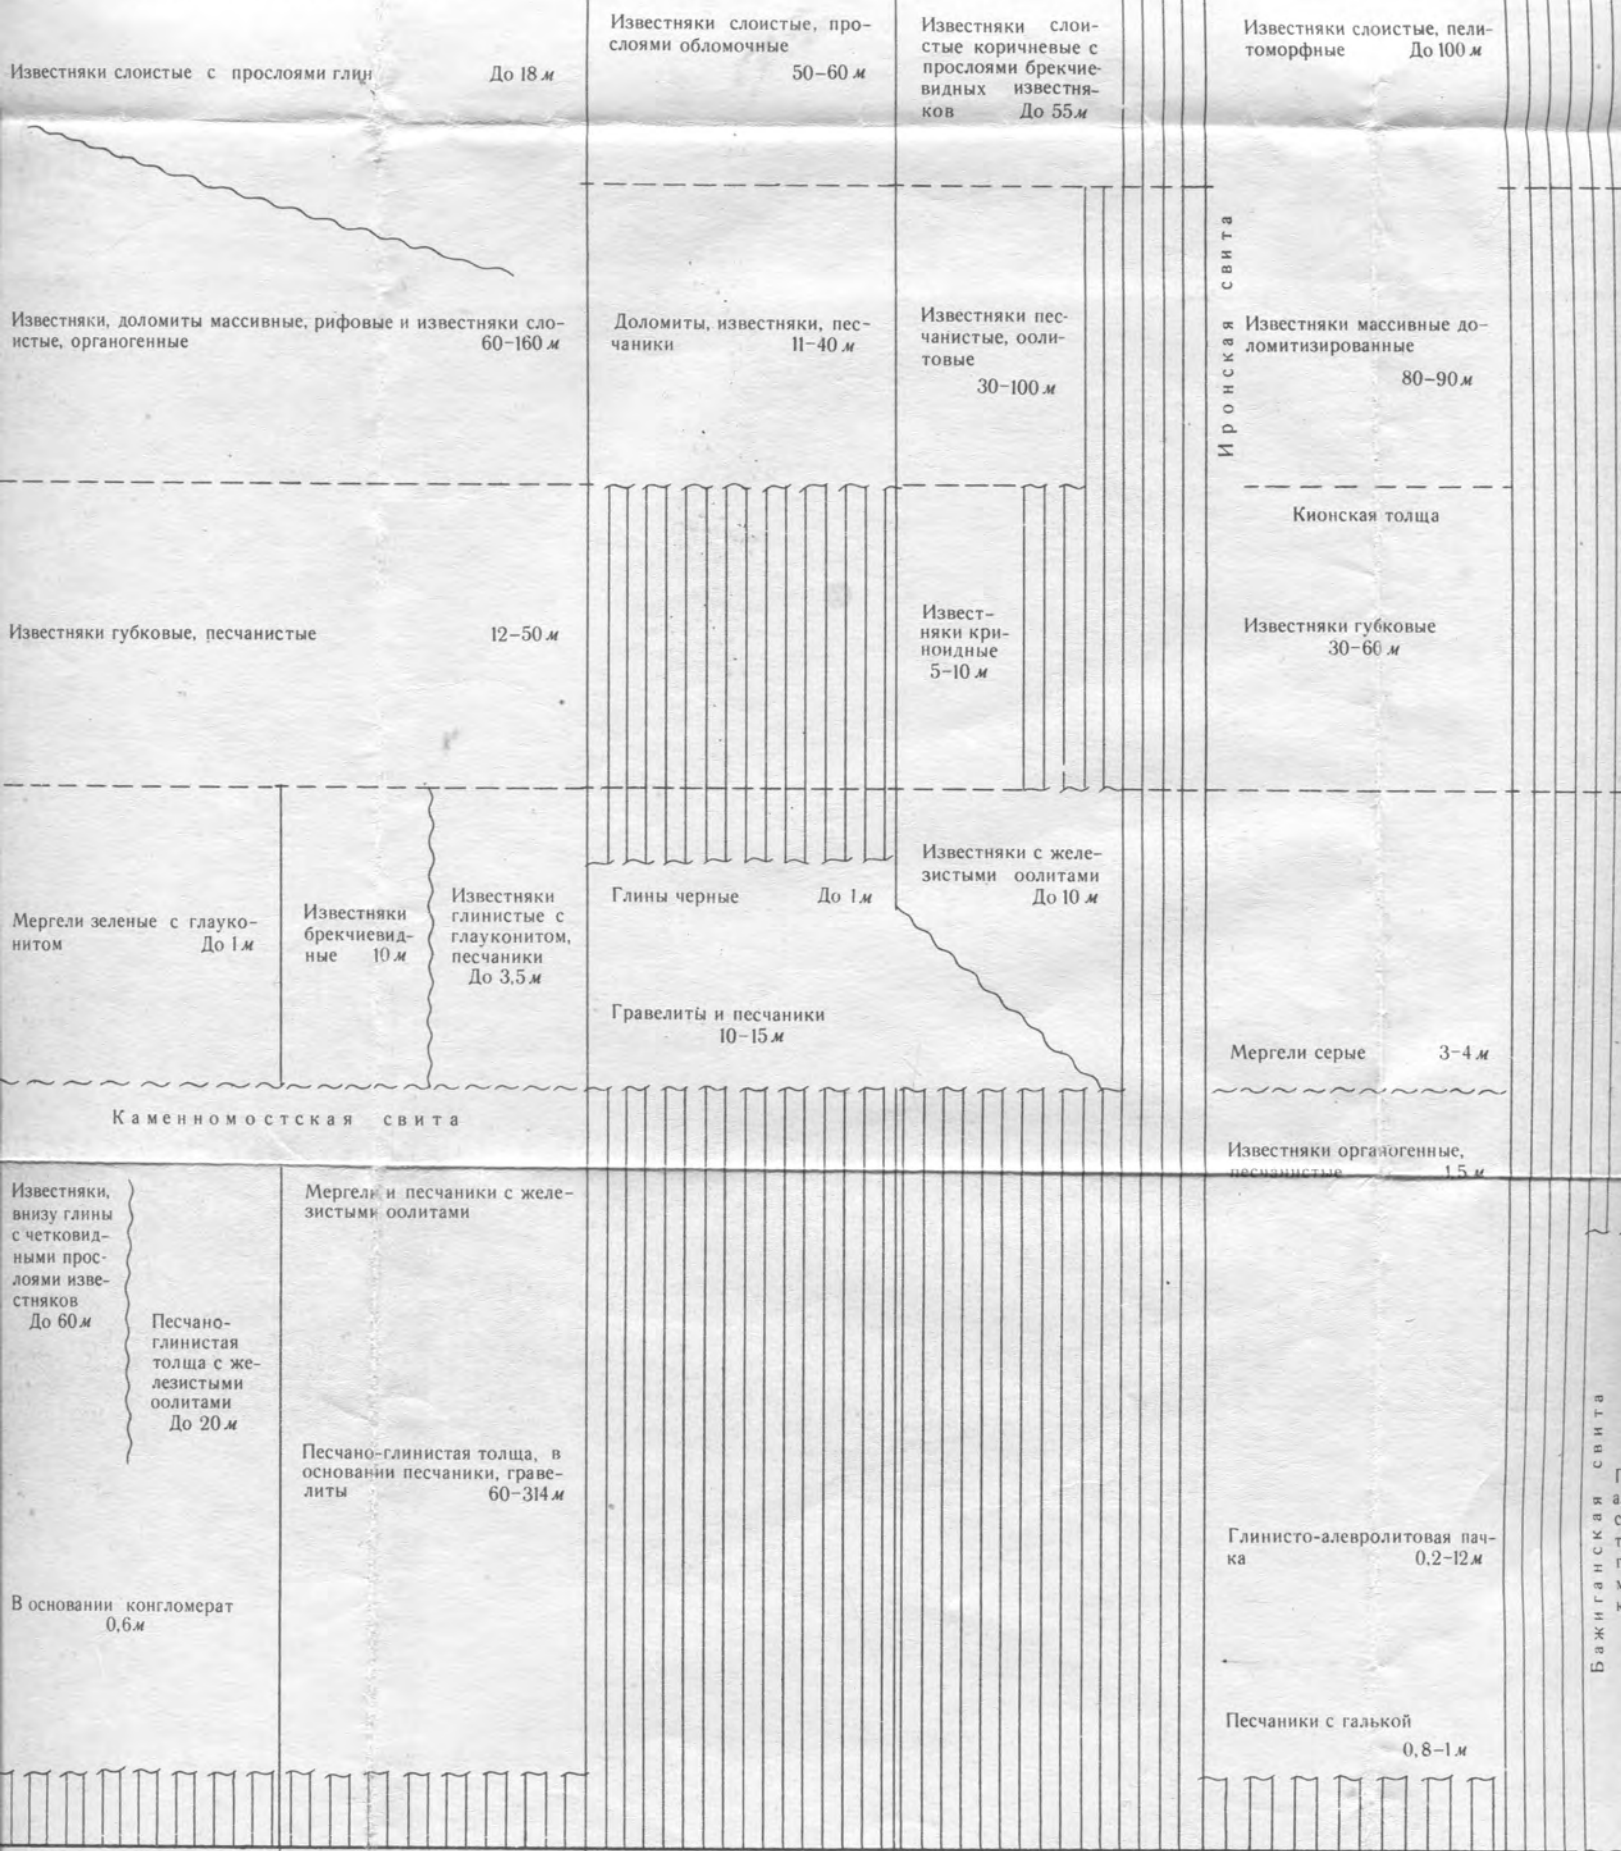 Известняки слоистые с прослоями глин До 18 м
Известняки слоистые, про-
слоями обломочные
50-60 м
Известняки слои-
стые коричневые с
прослоями брекчие-
видных известня-
ков До 55 м
Известняки слоистые, пели-
томорфные До 100 м
Известняки, доломиты массивные, рифовые и известняки сло-
истые, органогенные 60-160 м
Доломиты, известняки, пес-
чаники 11-40 м
Известняки пес-
чанистые, ооли-
товые
30-100 м
Иронская свита
Известняки массивные до-
ломитизированные
80-90 м
Кионская толща
Известняки губковые, песчанистые 12-50 м
Извест-
няки кри-
ноидные
5-10 м
Известняки губковые
30-60 м
Мергели зеленые с глауко-
нитом До 1 м
Известняки
брекчиевид-
ные 10 м
Известняки
глинистые с
глауконитом,
песчаники
До 3,5 м
Глины черные До 1 м
Гравелиты и песчаники
10-15 м
Известняки с желе-
зистыми оолитами
До 10 м
Мергели серые 3-4 м
Каменномостская свита
Известняки органогенные,
песчанистые 1,5 м
Известняки,
внизу глины
с четковид-
ными прос-
лоями изве-
стняков
До 60 м
Песчано-
глинистая
толща с же-
лезистыми
оолитами
До 20 м
Мергели и песчаники с желе-
зистыми оолитами
Песчано-глинистая толща, в
основании песчаники, граве-
литы 60-314 м
В основании конгломерат
0,6 м
Глинисто-алевролитовая пач-
ка 0,2-12 м
Песчаники с галькой
0,8-1 м
Бажиганская свита